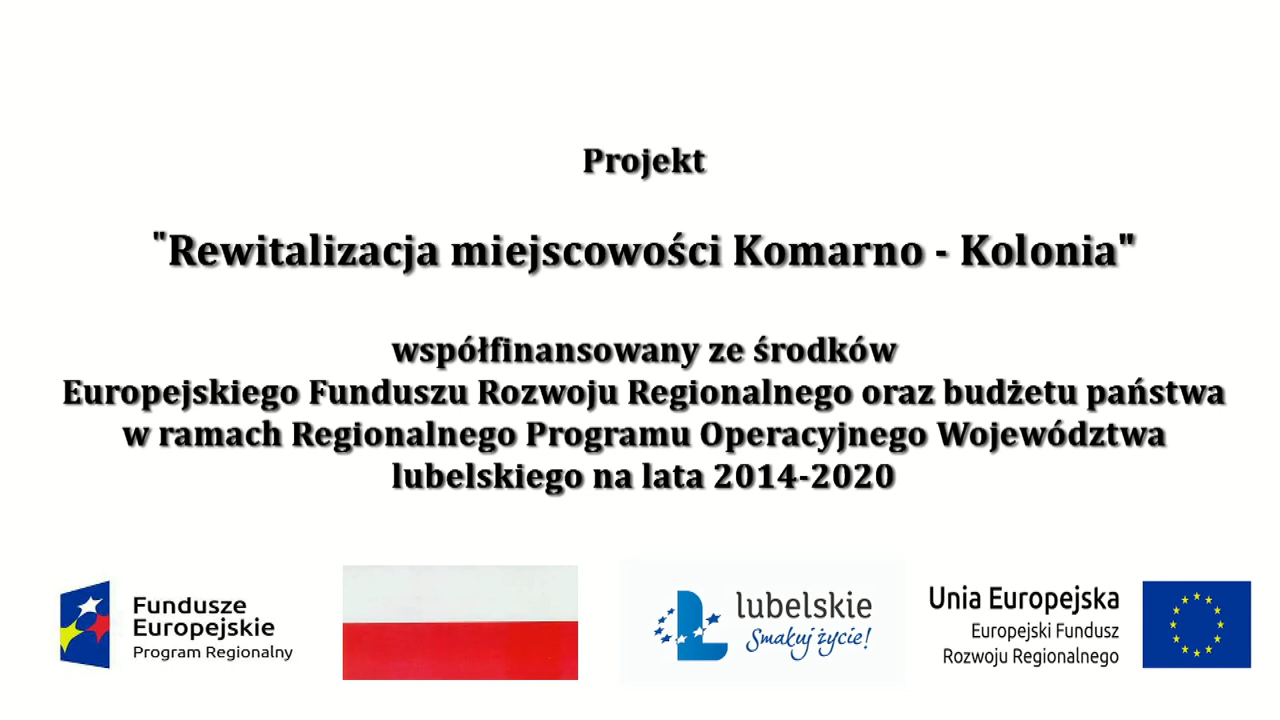 Projekt
"Rewitalizacja miejscowości Komarno - Kolonia"
współfinansowany ze środków
Europejskiego Funduszu Rozwoju Regionalnego oraz budżetu państwa
w ramach Regionalnego Programu Operacyjnego Województwa
lubelskiego na lata 2014-2020
Fundusze
Europejskie
Program Regionalny
lubelskie
Smakuj życie!
Unia Europejska
Europejski Fundusz
Rozwoju Regionalnego